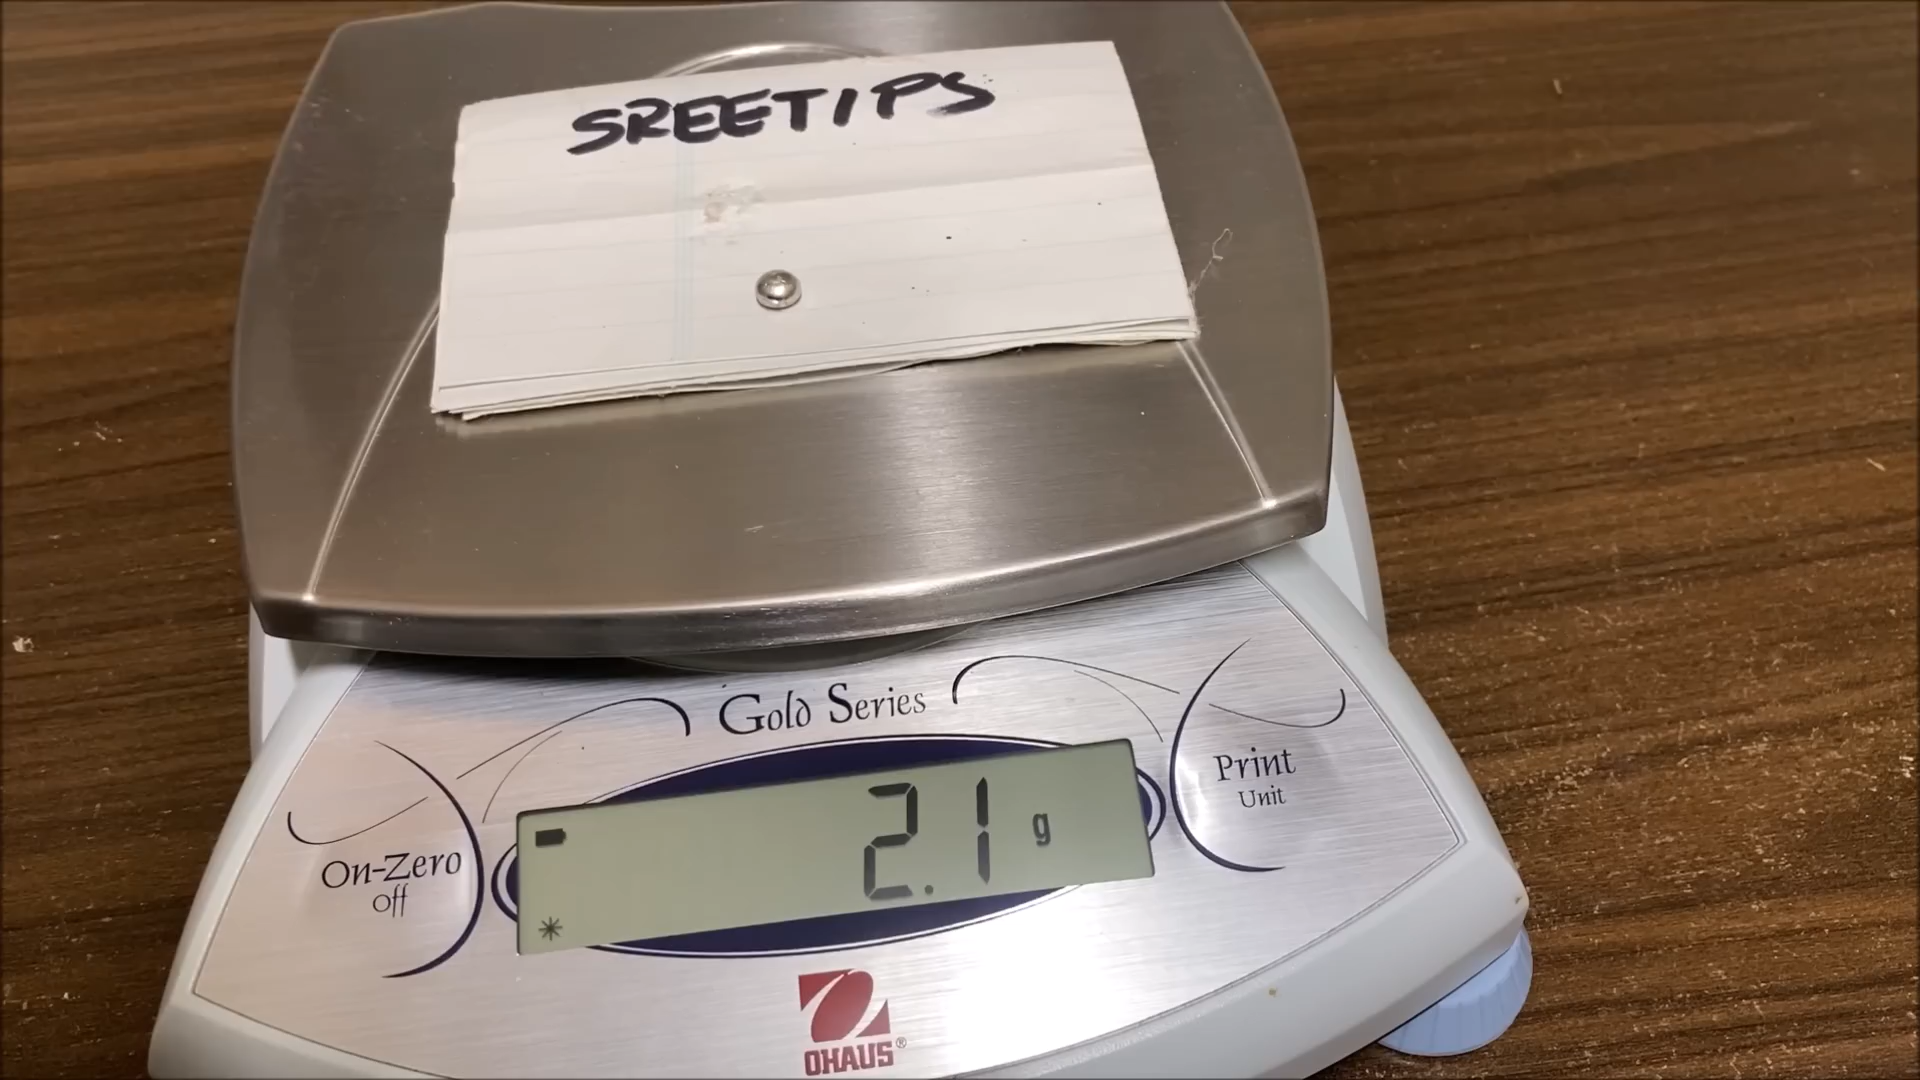 SREETIPS
Gold Series
2.1 g
Print
Unit
On-Zero
Off
OHAUS®